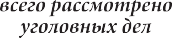 всего рассмотрено
уголовных дел